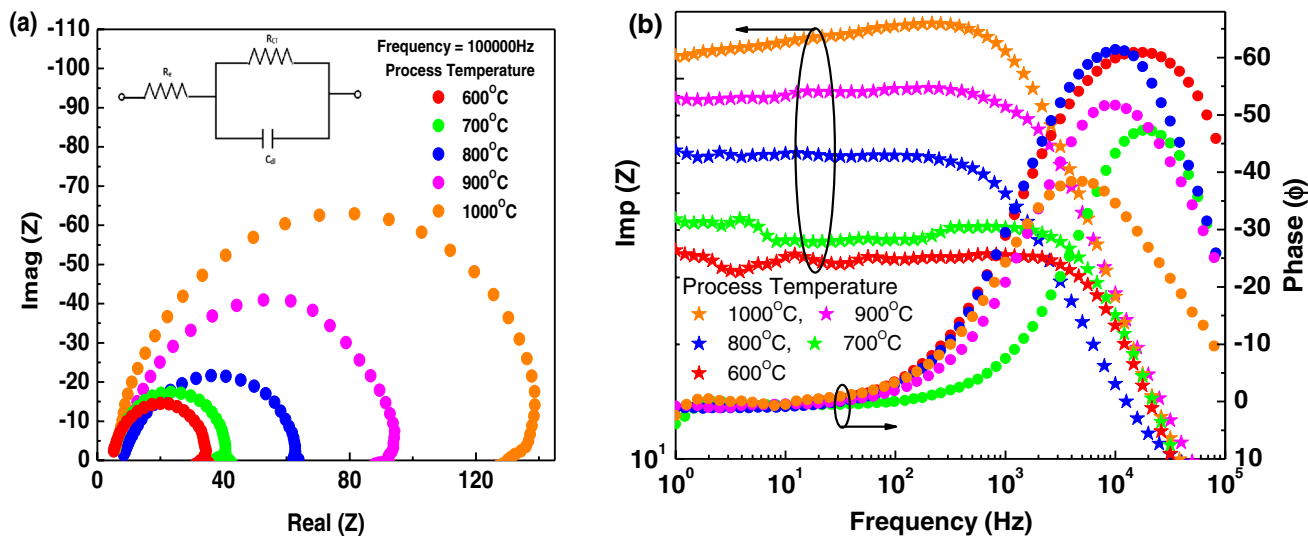 (a)
-110
-100
-90
-80
-70
-60
-50
-40
-30
-20
-10
0
Imag (Z)
0 40 80 120
Real (Z)
Frequency = 100000Hz
Process Temperature
600°C
700°C
800°C
900°C
1000°C
Re
RCT
Cdl
(b)
Imp (Z)
10¹
10⁰ 10¹ 10² 10³ 10⁴ 10⁵
Frequency (Hz)
Process Temperature
1000°C, 900°C
800°C, 700°C
600°C
-60
-50
-40
-30
-20
-10
0
10
Phase (ϕ)